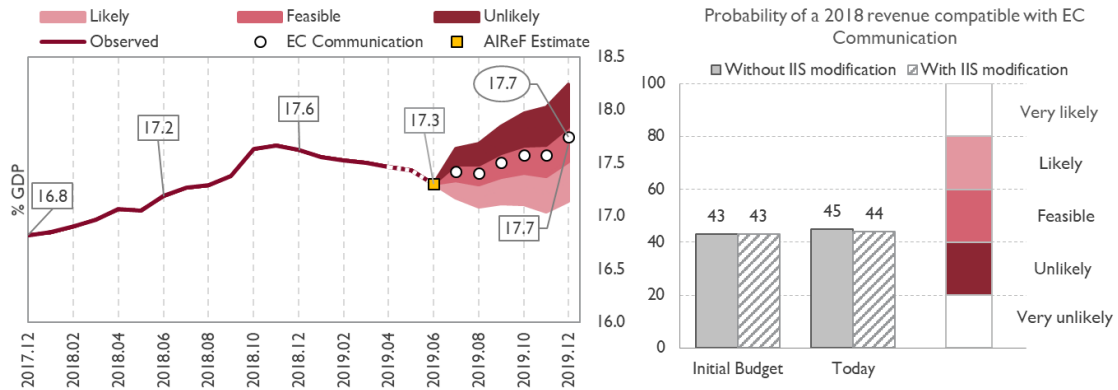 Likely
Feasible
Unlikely
Observed
EC Communication
AIReF Estimate
% GDP
18.5
18.0
17.5
17.0
16.5
16.0
16.8
17.2
17.6
17.3
17.7
17.7
2017.12
2018.02
2018.04
2018.06
2018.08
2018.10
2018.12
2019.02
2019.04
2019.06
2019.08
2019.10
2019.12
Probability of a 2018 revenue compatible with EC
Communication
Without IIS modification
With IIS modification
100
80
60
40
20
0
43
43
45
44
Initial Budget
Today
Very likely
Likely
Feasible
Unlikely
Very unlikely